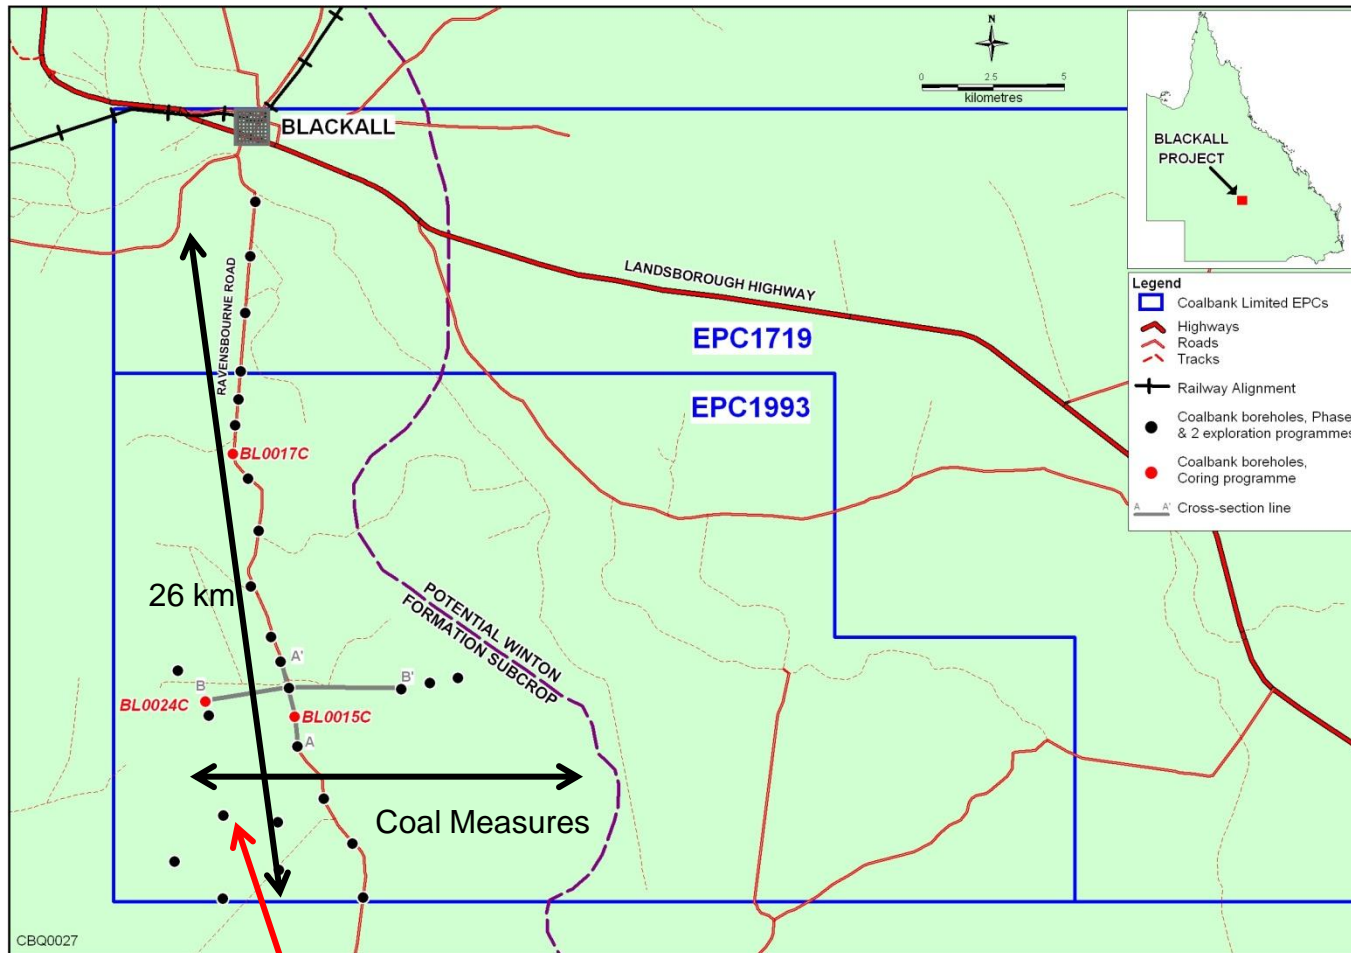 N
0 2.5 5
kilometres
BLACKALL
BLACKALL
PROJECT
RAVENSBOURNE ROAD
LANDSBOROUGH HIGHWAY
EPC1719
EPC1993
BL0017C
26 km
POTENTIAL WINTON
FORMATION SUBCROP
A'
B
B'
BL0024C
BL0015C
A
Coal Measures
CBQ0027
Legend
Coalbank Limited EPCs
Highways
Roads
Tracks
Railway Alignment
Coalbank boreholes, Phase
& 2 exploration programmes
Coalbank boreholes,
Coring programme
A A' Cross-section line